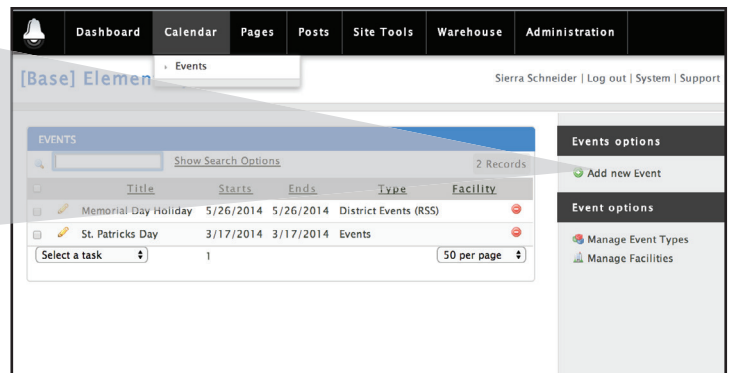 Dashboard Calendar Pages Posts Site Tools Warehouse Administration
Events
[Base] Elemen
Sierra Schneider | Log out | System | Support
EVENTS
Show Search Options
2 Records
Title Starts Ends Type Facility
Memorial Day Holiday 5/26/2014 5/26/2014 District Events (RSS)
St. Patricks Day 3/17/2014 3/17/2014 Events
Select a task 1 50 per page
Events options
Add new Event
Event options
Manage Event Types
Manage Facilities